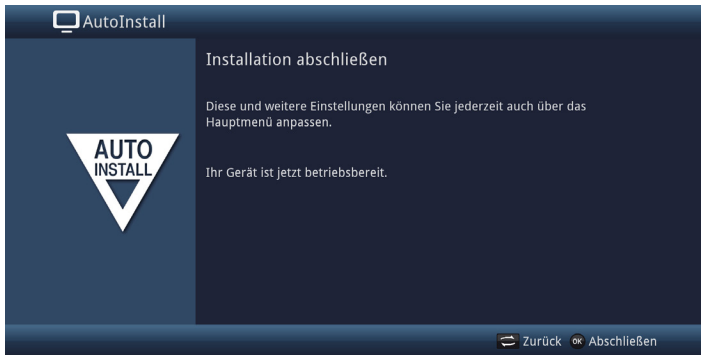 AutoInstall
Installation abschließen
Diese und weitere Einstellungen können Sie jederzeit auch über das
Hauptmenü anpassen.
AUTO
INSTALL
Ihr Gerät ist jetzt betriebsbereit.
Zurück OK Abschließen